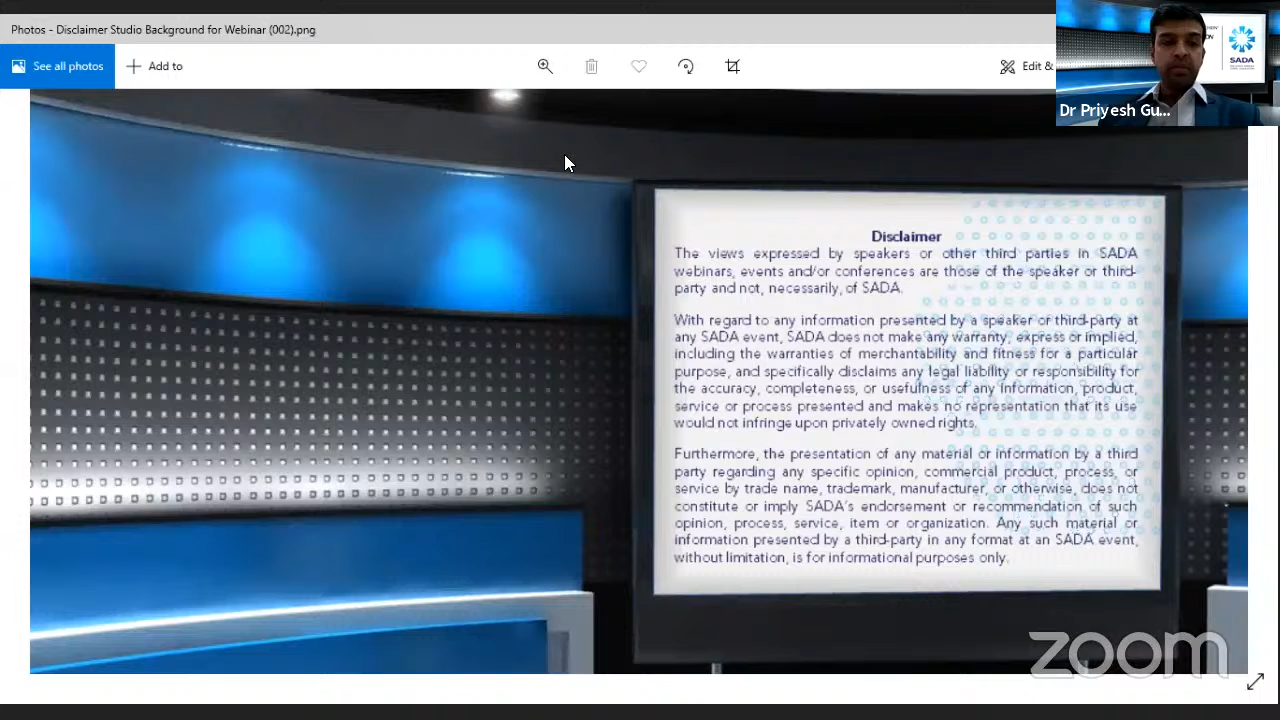 Photos - Disclaimer Studio Background for Webinar (002).png
See all photos
Add to
Edit &
SADA
Dr Priyesh Gu...
Disclaimer
The views expressed by speakers or other third parties in SADA
webinars, events and/or conferences are those of the speaker or third-
party and not, necessarily, of SADA.
With regard to any information presented by a speaker or third-party at
any SADA event, SADA does not make any warranty, express or implied,
including the warranties of merchantability and fitness for a particular
purpose, and specifically disclaims any legal liability or responsibility for
the accuracy, completeness, or usefulness of any information, product,
service or process presented and makes no representation that its use
would not infringe upon privately owned rights.
Furthermore, the presentation of any material or information by a third
party regarding any specific opinion, commercial product, process, or
service by trade name, trademark, manufacturer, or otherwise, does not
constitute or imply SADA's endorsement or recommendation of such
opinion, process, service, item or organization. Any such material or
information presented by a third-party in any format at an SADA event,
without limitation, is for informational purposes only.
zoom